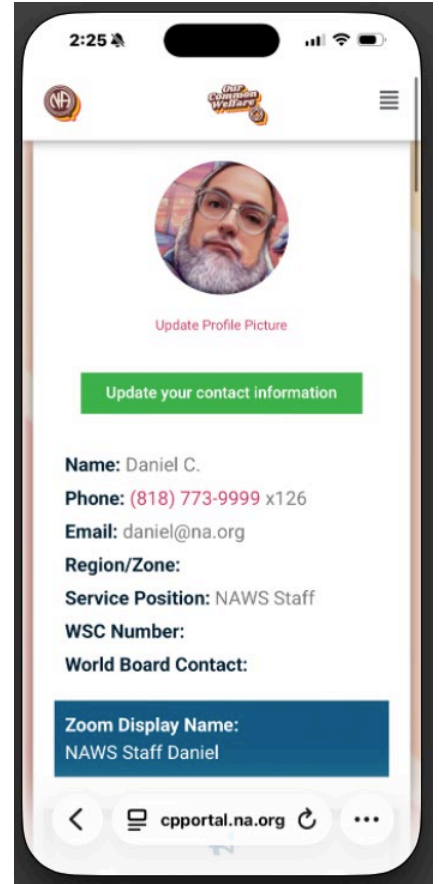 2:25
NA
Our
Common
Welfare
Update Profile Picture
Update your contact information
Name: Daniel C.
Phone: (818) 773-9999 x126
Email: daniel@na.org
Region/Zone:
Service Position: NAWS Staff
WSC Number:
World Board Contact:
Zoom Display Name:
NAWS Staff Daniel
cpportal.na.org